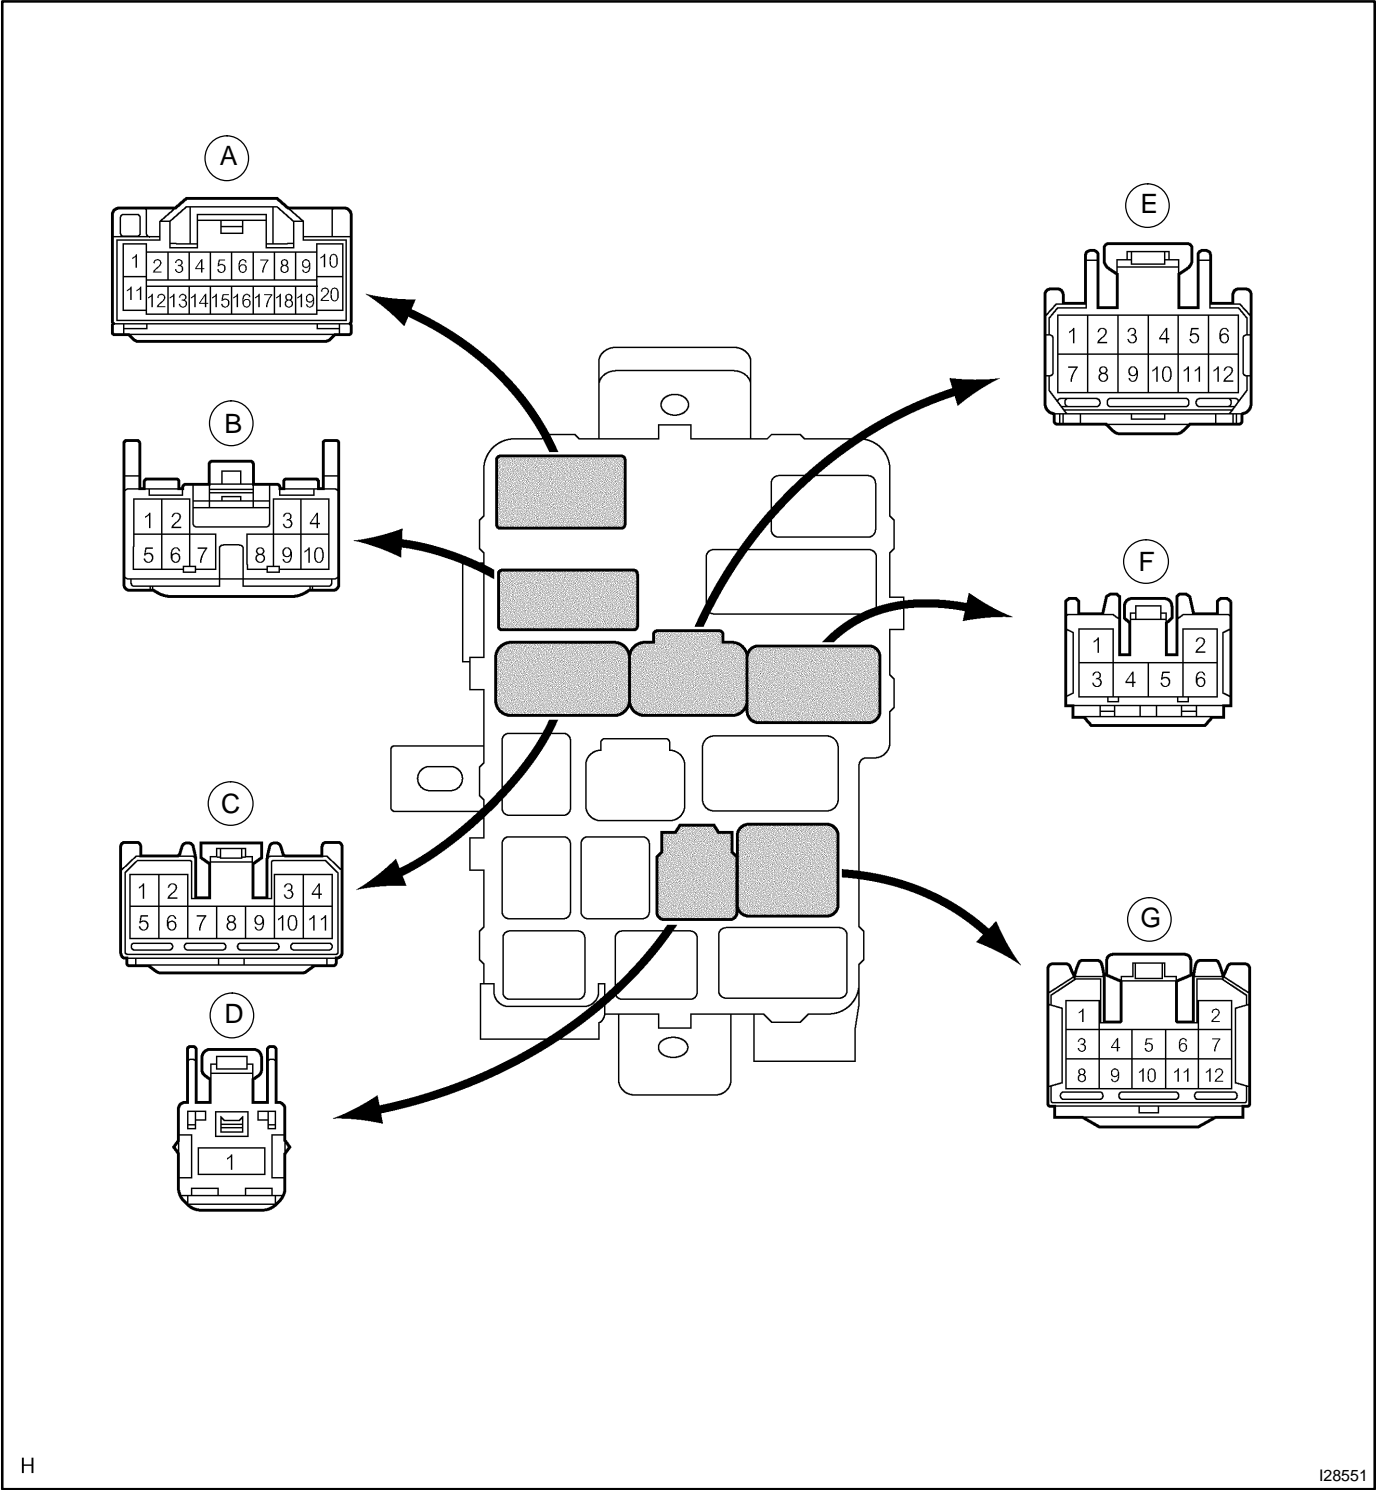 A
1 2 3 4 5 6 7 8 9 10
11 12 13 14 15 16 17 18 19 20
B
1 2 3 4
5 6 7 8 9 10
C
1 2 3 4
5 6 7 8 9 10 11
D
1
E
1 2 3 4 5 6
7 8 9 10 11 12
F
1 2
3 4 5 6
G
1 2
3 4 5 6 7
8 9 10 11 12
H
I28551